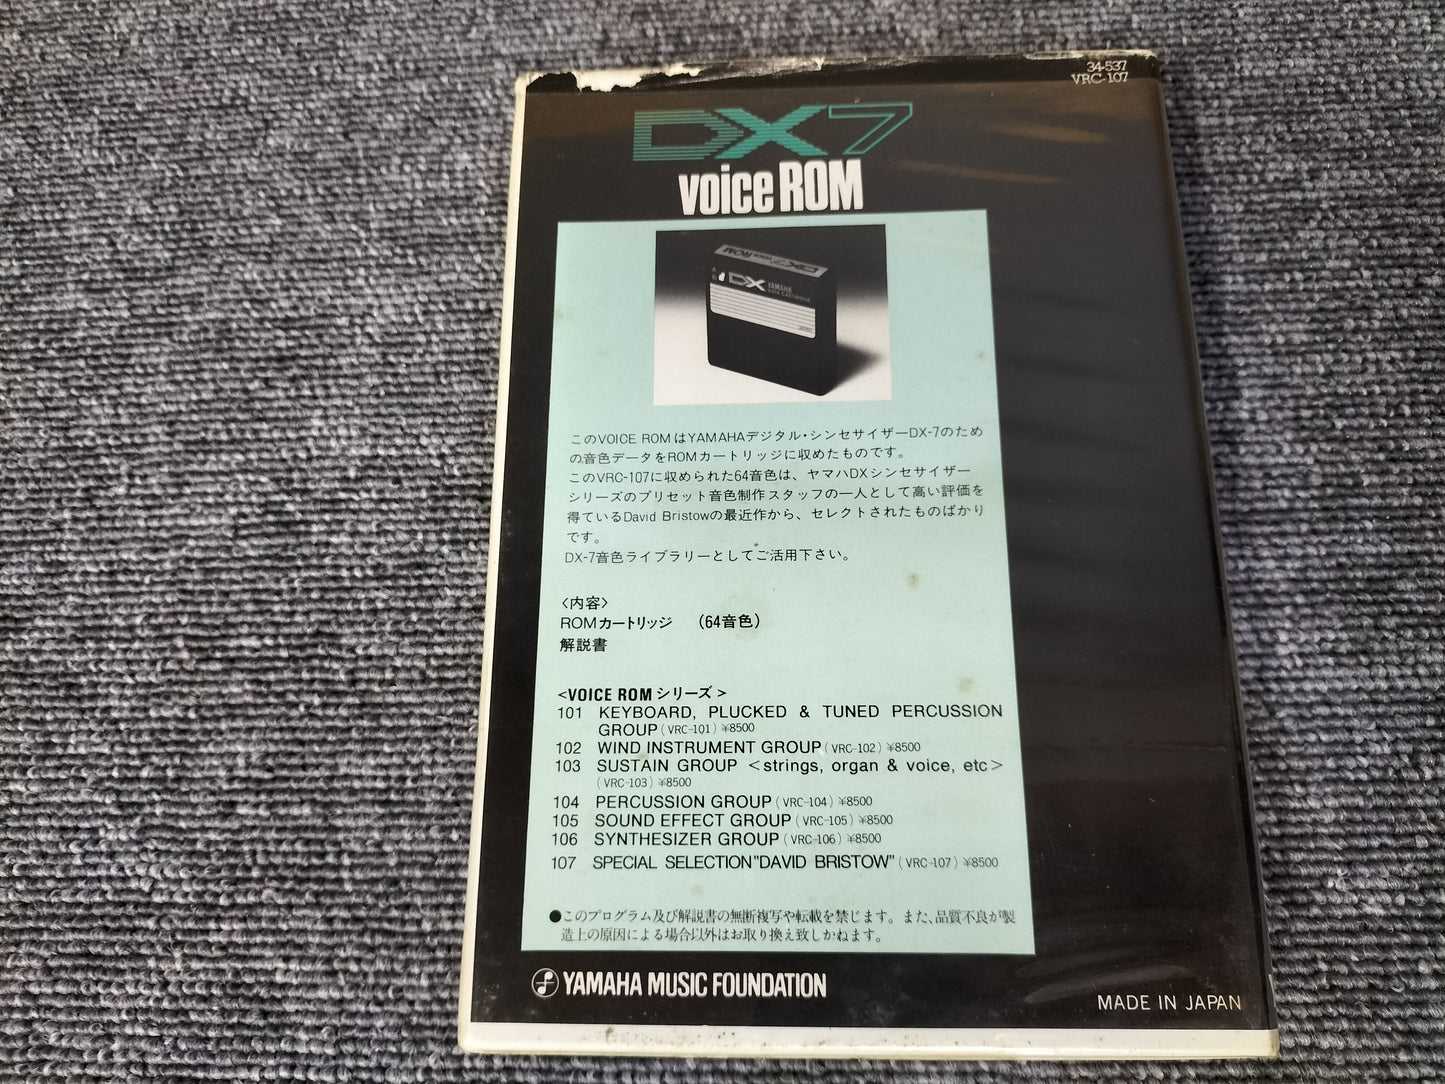 34-537
VRC-107
DX7
voice ROM
DX7 voice ROM
DX YAMAHA
DATA CARTRIDGE
このVOICE ROMはYAMAHAデジタル・シンセサイザーDX-7のため
の音色データをROMカートリッジに収めたものです。
このVRC-107に収められた64音色は、ヤマハDXシンセサイザー
シリーズのプリセット音色制作スタッフの一人として高い評価を
得ているDavid Bristowの最近作から、セレクトされたものばかり
です。
DX-7音色ライブラリーとしてご活用下さい。
〈内容〉
ROMカートリッジ (64音色)
解説書
<VOICE ROMシリーズ>
101 KEYBOARD, PLUCKED & TUNED PERCUSSION
GROUP (VRC-101) ¥8500
102 WIND INSTRUMENT GROUP (VRC-102) ¥8500
103 SUSTAIN GROUP <strings, organ & voice, etc>
(VRC-103) ¥8500
104 PERCUSSION GROUP (VRC-104) ¥8500
105 SOUND EFFECT GROUP (VRC-105) ¥8500
106 SYNTHESIZER GROUP (VRC-106) ¥8500
107 SPECIAL SELECTION "DAVID BRISTOW" (VRC-107) ¥8500
●このプログラム及び解説書の無断複写や転載を禁じます。また、品質不良が製
造上の原因による場合以外はお取り換え致しかねます。
YAMAHA MUSIC FOUNDATION
MADE IN JAPAN